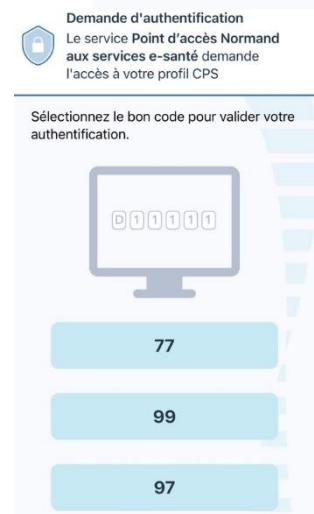 Demande d'authentification
Le service Point d'accès Normand
aux services e-santé demande
l'accès à votre profil CPS
Sélectionnez le bon code pour valider votre
authentification.
D11111
77
99
97